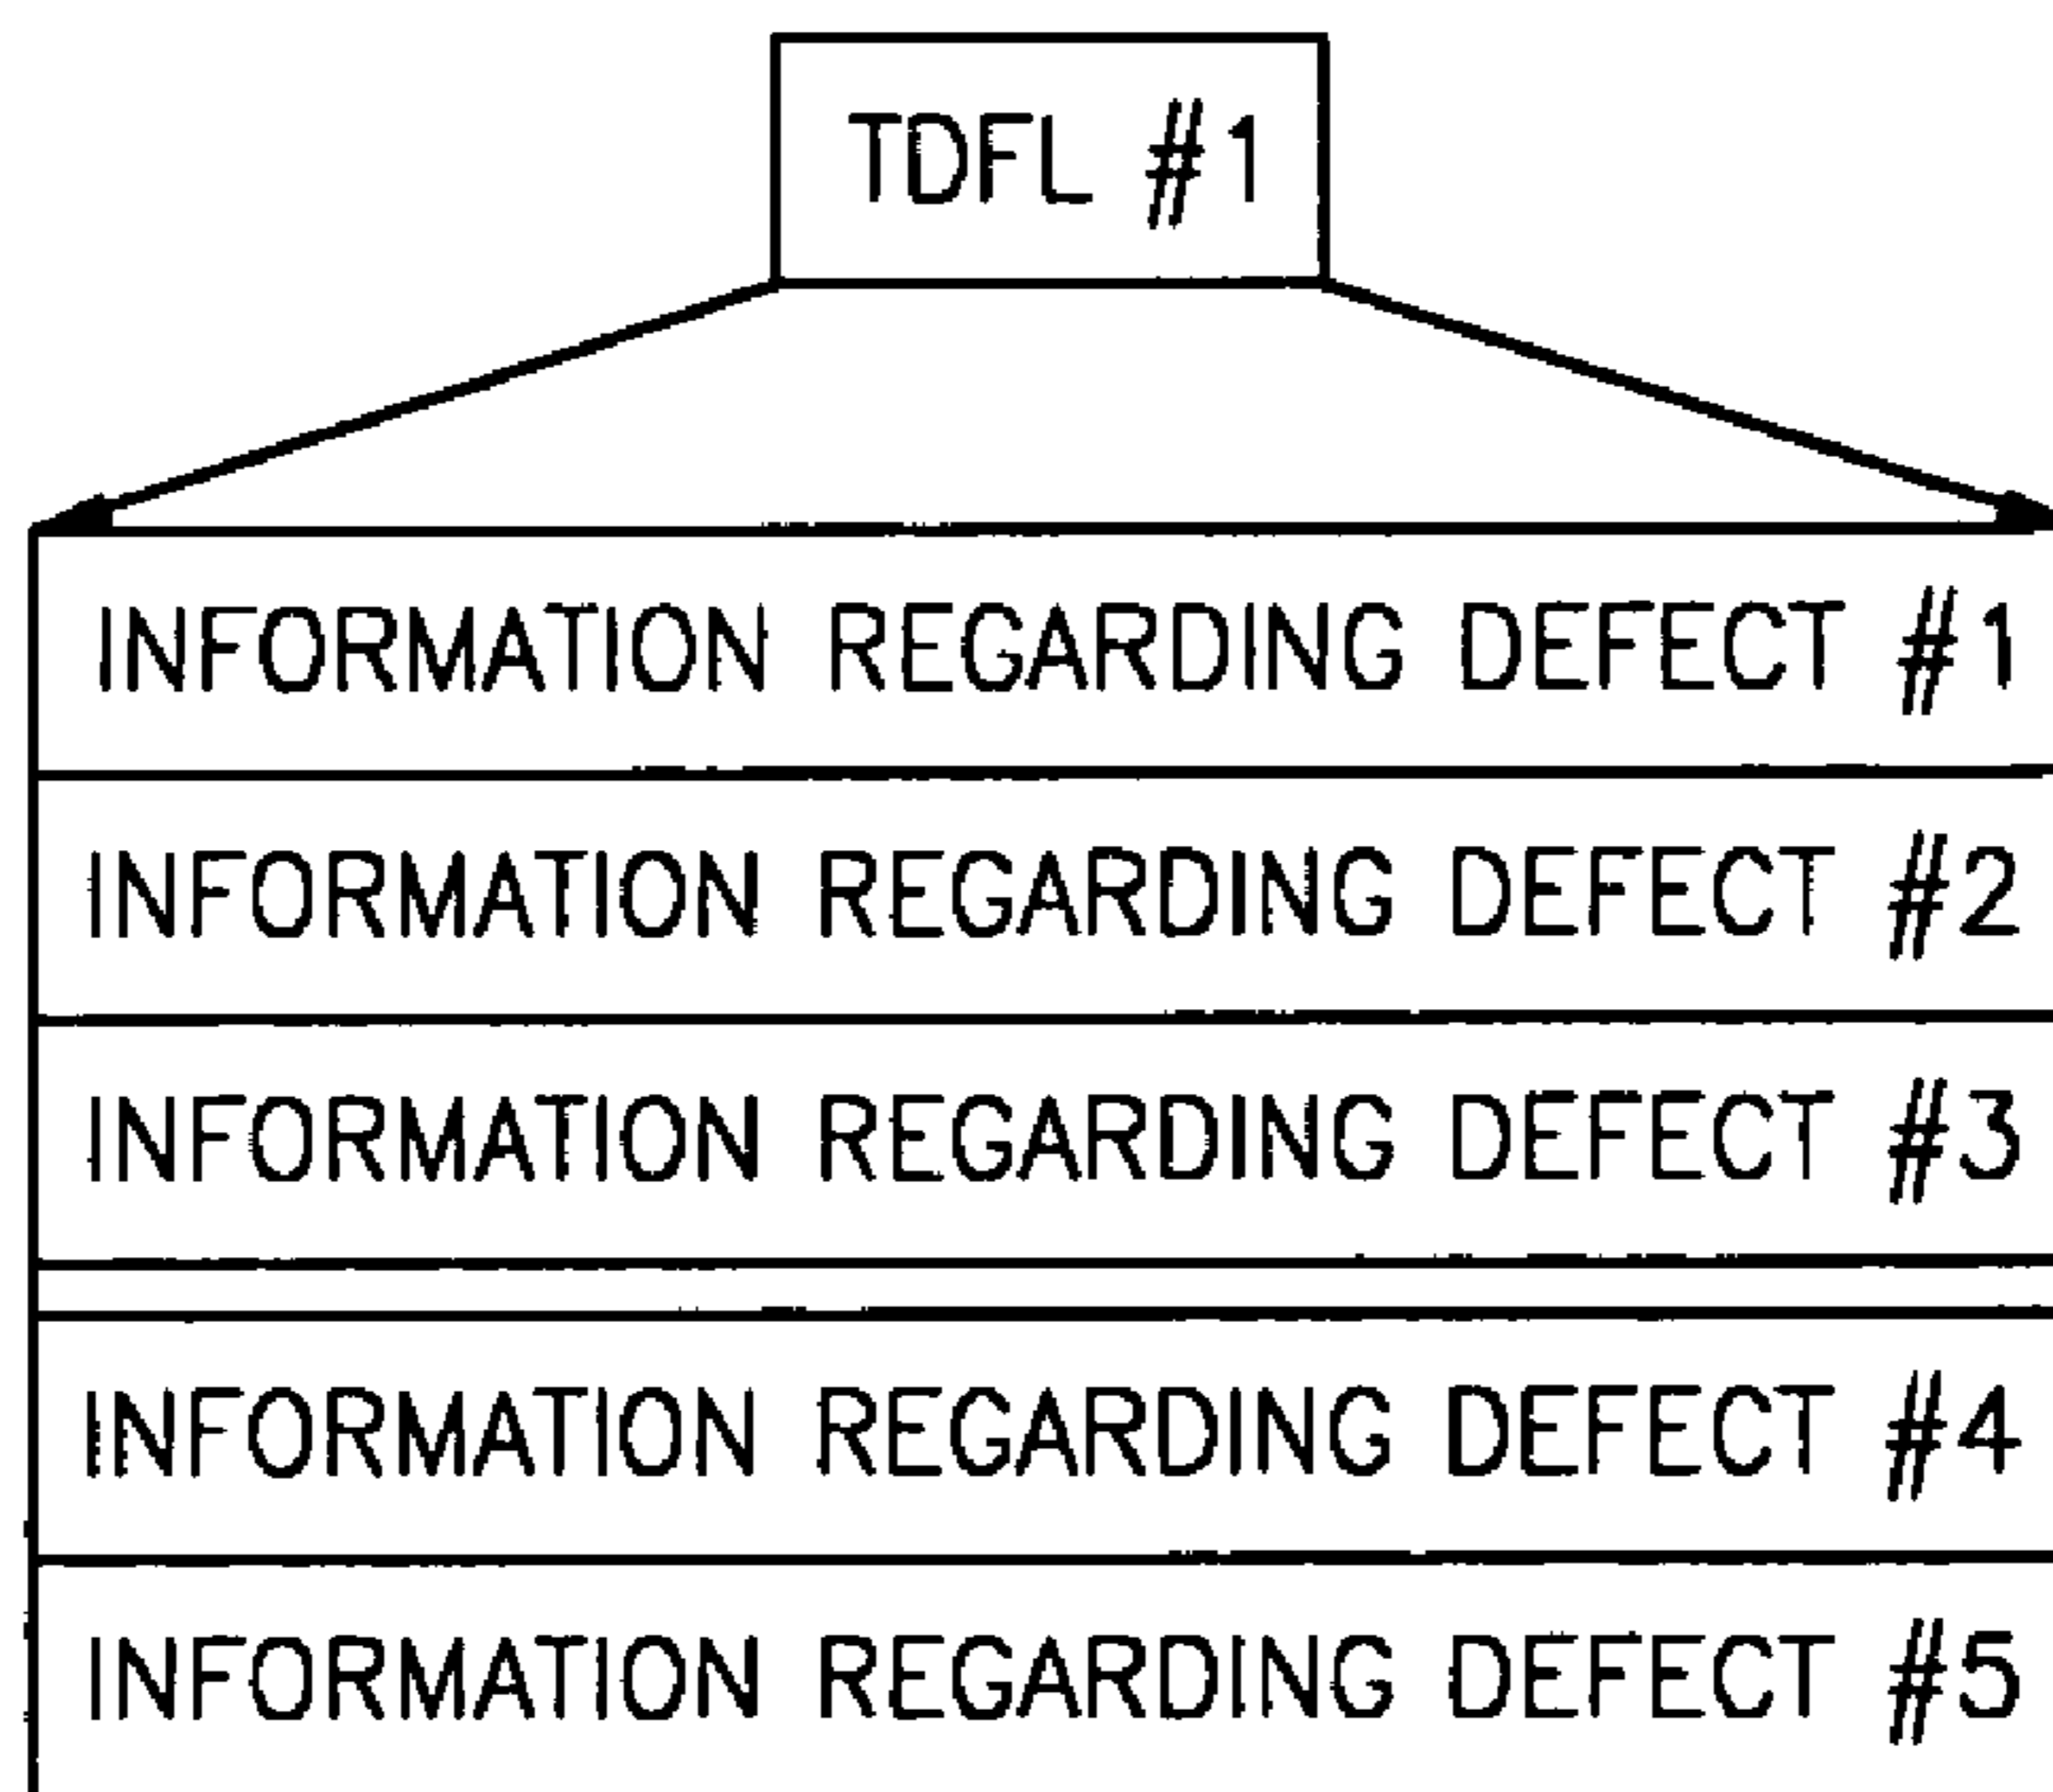 TDFL #1
INFORMATION REGARDING DEFECT #1
INFORMATION REGARDING DEFECT #2
INFORMATION REGARDING DEFECT #3
INFORMATION REGARDING DEFECT #4
INFORMATION REGARDING DEFECT #5